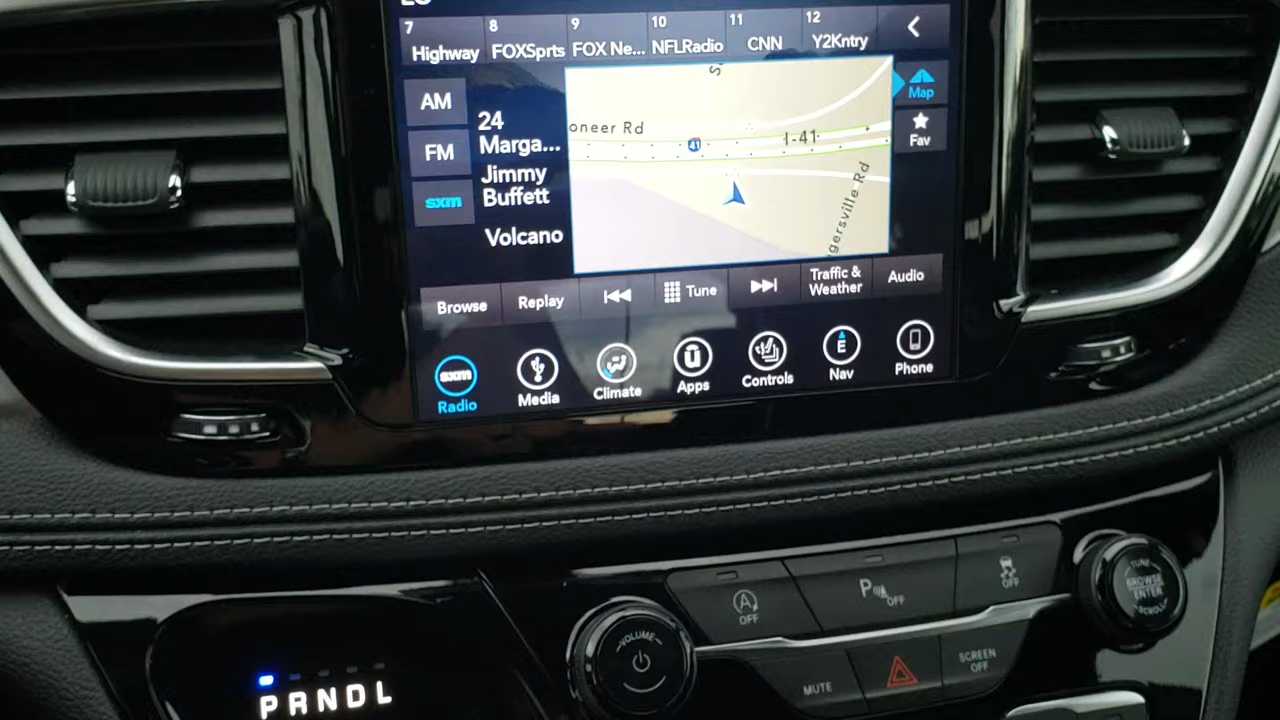 7 8 9 10 11 12
Highway FOXSprts FOX Ne... NFLRadio CNN Y2Kntry
AM
FM
sxm
24
Marga...
Jimmy
Buffett
Volcano
oneer Rd
41
I-41
gersville Rd
Map
Fav
Browse
Replay
Tune
Traffic &
Weather
Audio
sxm
Radio
Media
Climate
Apps
Controls
E
Nav
Phone
A
OFF
P OFF
OFF
VOLUME
TUNE
BROWSE
ENTER
SCROLL
MUTE
SCREEN
OFF
PRNDL